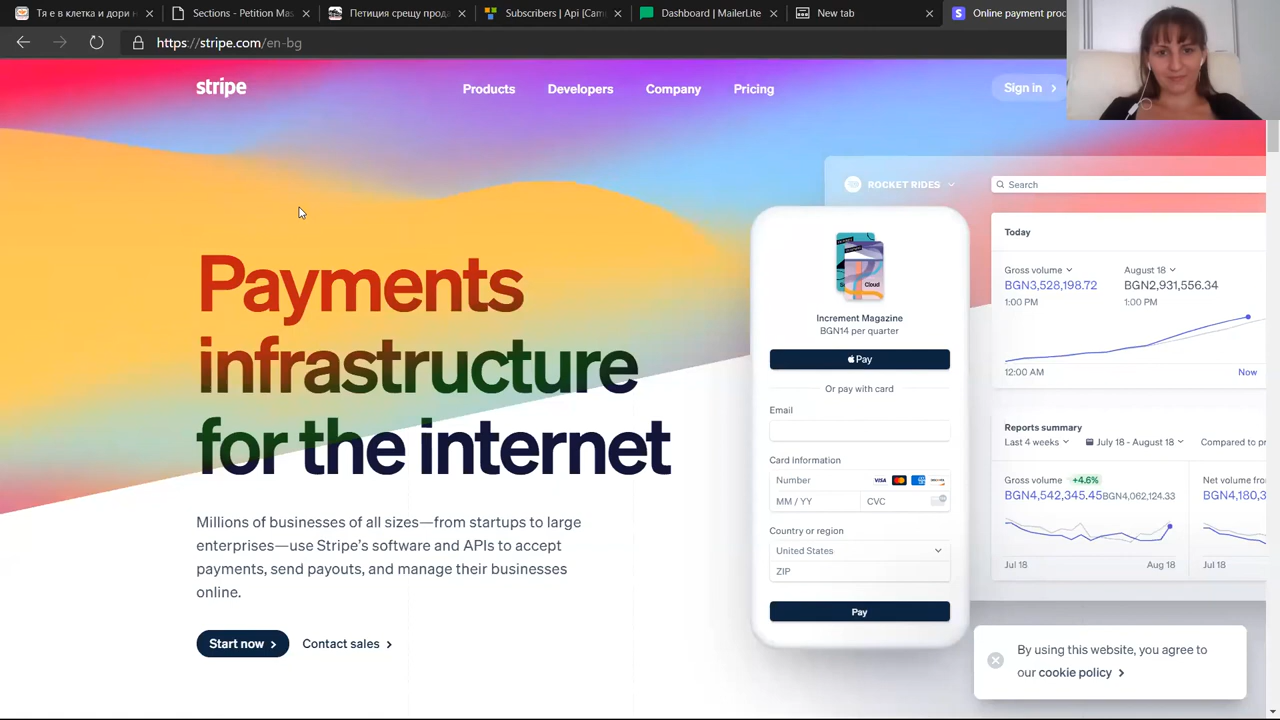 Тя е в клетка и дори н
Sections - Petition Mas
Петиция срещу прод
Subscribers | Api [Cam
Dashboard | MailerLite
New tab
Online payment proc
https://stripe.com/en-bg
stripe
Products
Developers
Company
Pricing
Sign in
ROCKET RIDES
Search
Today
Gross volume
August 18
BGN3,528,198.72
BGN2,931,556.34
1:00 PM
1:00 PM
12:00 AM
Now
Payments
infrastructure
for the internet
Increment Magazine
BGN14 per quarter
Pay
Or pay with card
Email
Card Information
Number
VISA
MM / YY
CVC
Country or region
United States
ZIP
Pay
Reports summary
Last 4 weeks
July 18 - August 18
Compared to pr
Gross volume
+4.6%
BGN4,542,345.45
BGN4,062,124.33
Net volume from
BGN4,180,3
Jul 18
Aug 18
Jul 18
Millions of businesses of all sizes—from startups to large
enterprises—use Stripe's software and APIs to accept
payments, send payouts, and manage their businesses
online.
Start now
Contact sales
By using this website, you agree to
our cookie policy